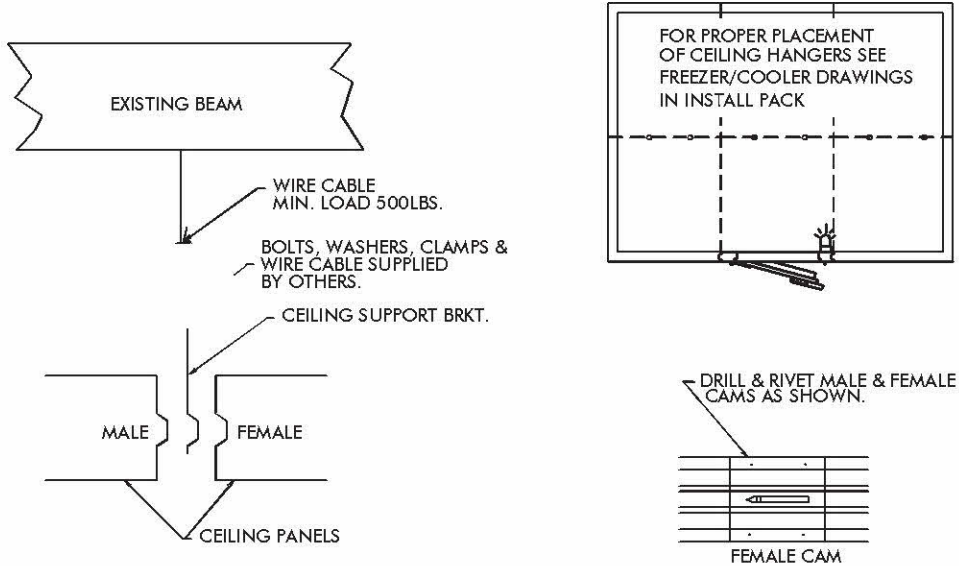 EXISTING BEAM
WIRE CABLE
MIN. LOAD 500LBS.
BOLTS, WASHERS, CLAMPS &
WIRE CABLE SUPPLIED
BY OTHERS.
CEILING SUPPORT BRKT.
MALE
FEMALE
CEILING PANELS
FOR PROPER PLACEMENT
OF CEILING HANGERS SEE
FREEZER/COOLER DRAWINGS
IN INSTALL PACK
DRILL & RIVET MALE & FEMALE
CAMS AS SHOWN.
FEMALE CAM